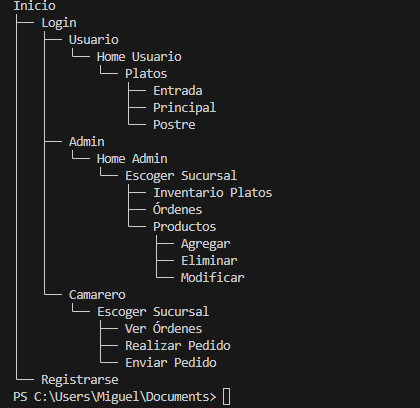 Inicio
├── Login
│   ├── Usuario
│   │   └── Home Usuario
│   │       └── Platos
│   │           ├── Entrada
│   │           ├── Principal
│   │           └── Postre
│   ├── Admin
│   │   └── Home Admin
│   │       └── Escoger Sucursal
│   │           ├── Inventario Platos
│   │           ├── Órdenes
│   │           └── Productos
│   │               ├── Agregar
│   │               ├── Eliminar
│   │               └── Modificar
│   └── Camarero
│       └── Escoger Sucursal
│           ├── Ver Órdenes
│           ├── Realizar Pedido
│           └── Enviar Pedido
└── Registrarse
PS C:\Users\Miguel\Documents>